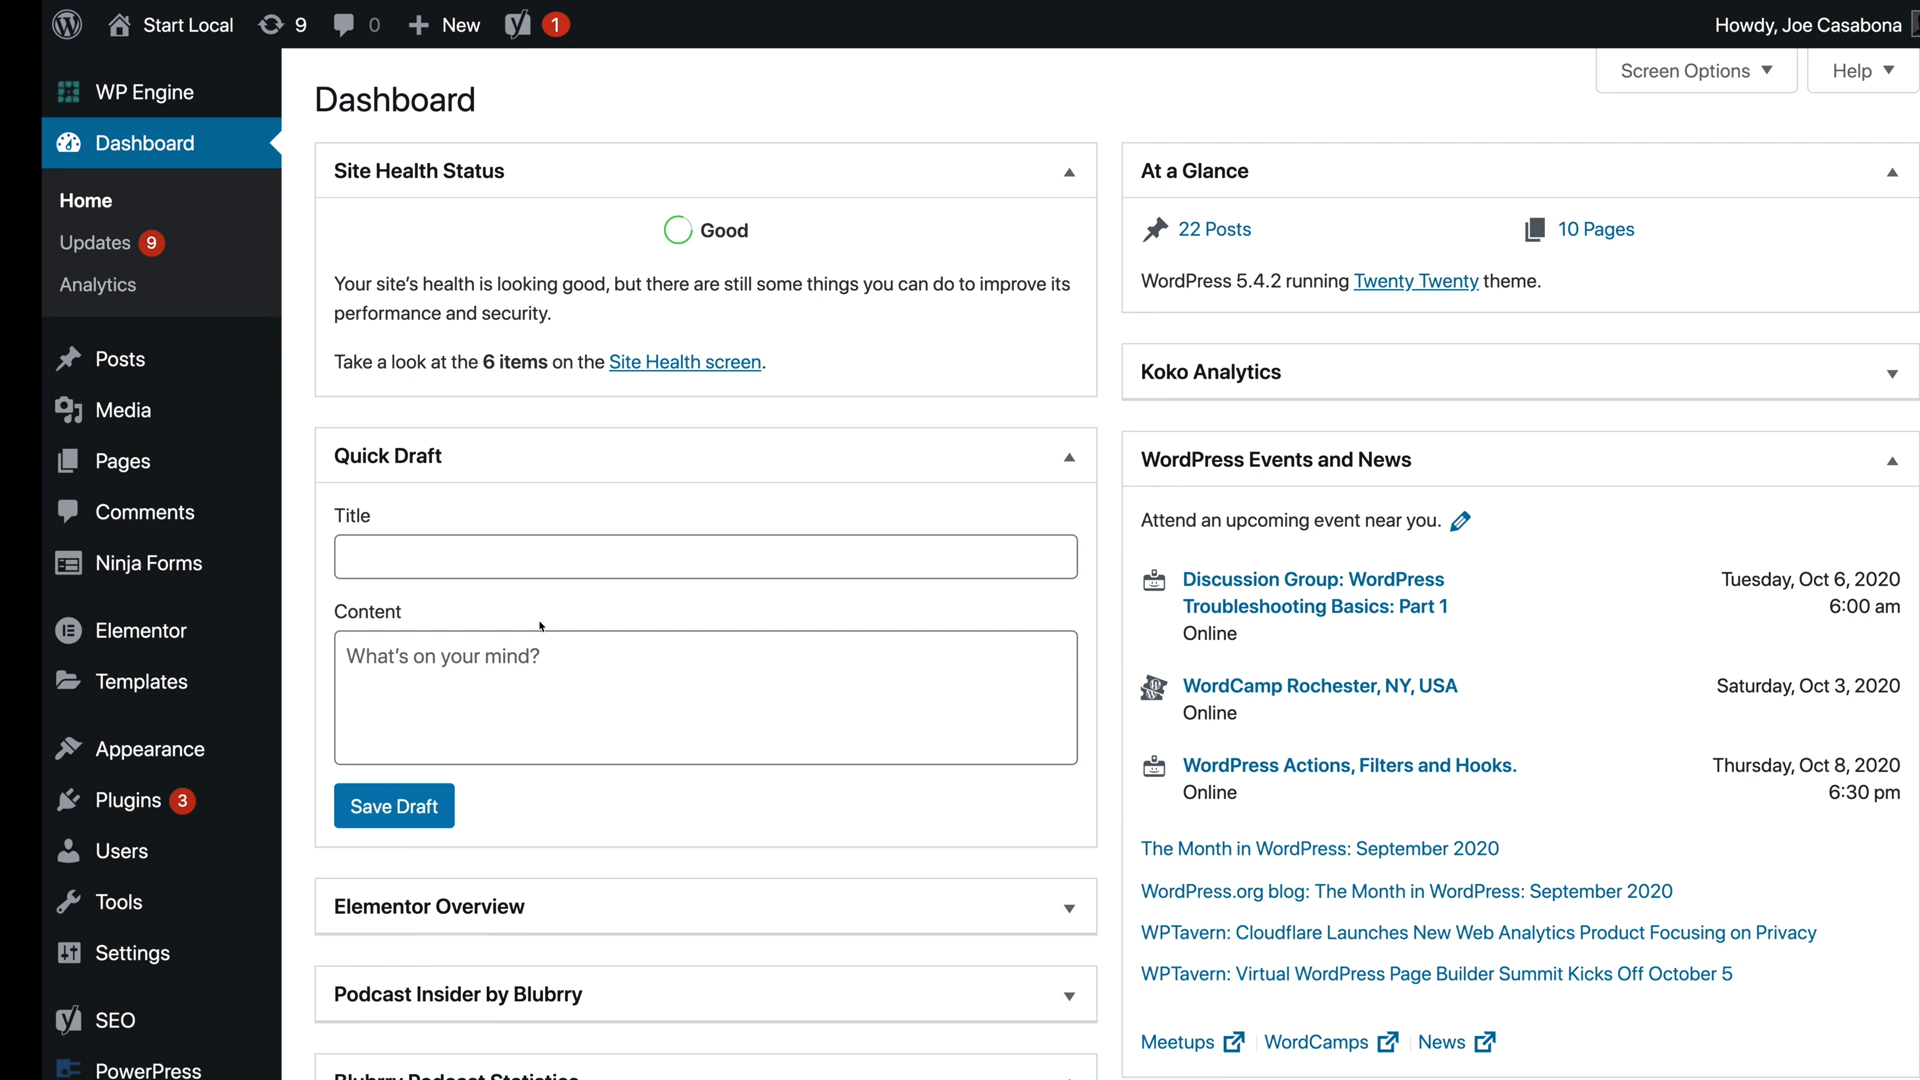 Start Local 9 0 + New 1 Howdy, Joe Casabona
WP Engine
Dashboard
Home
Updates 9
Analytics
Posts
Media
Pages
Comments
Ninja Forms
Elementor
Templates
Appearance
Plugins 3
Users
Tools
Settings
SEO
PowerPress
Screen Options ▼ Help ▼
Dashboard
Site Health Status
Good
Your site's health is looking good, but there are still some things you can do to improve its
performance and security.
Take a look at the 6 items on the Site Health screen.
Quick Draft
Title
Content
What's on your mind?
Save Draft
Elementor Overview
Podcast Insider by Blubrry
Blubrry Podcast Statistics
At a Glance
22 Posts 10 Pages
WordPress 5.4.2 running Twenty Twenty theme.
Koko Analytics
WordPress Events and News
Attend an upcoming event near you.
Discussion Group: WordPress Tuesday, Oct 6, 2020
Troubleshooting Basics: Part 1 6:00 am
Online
WordCamp Rochester, NY, USA Saturday, Oct 3, 2020
Online
WordPress Actions, Filters and Hooks. Thursday, Oct 8, 2020
Online 6:30 pm
The Month in WordPress: September 2020
WordPress.org blog: The Month in WordPress: September 2020
WPTavern: Cloudflare Launches New Web Analytics Product Focusing on Privacy
WPTavern: Virtual WordPress Page Builder Summit Kicks Off October 5
Meetups WordCamps News